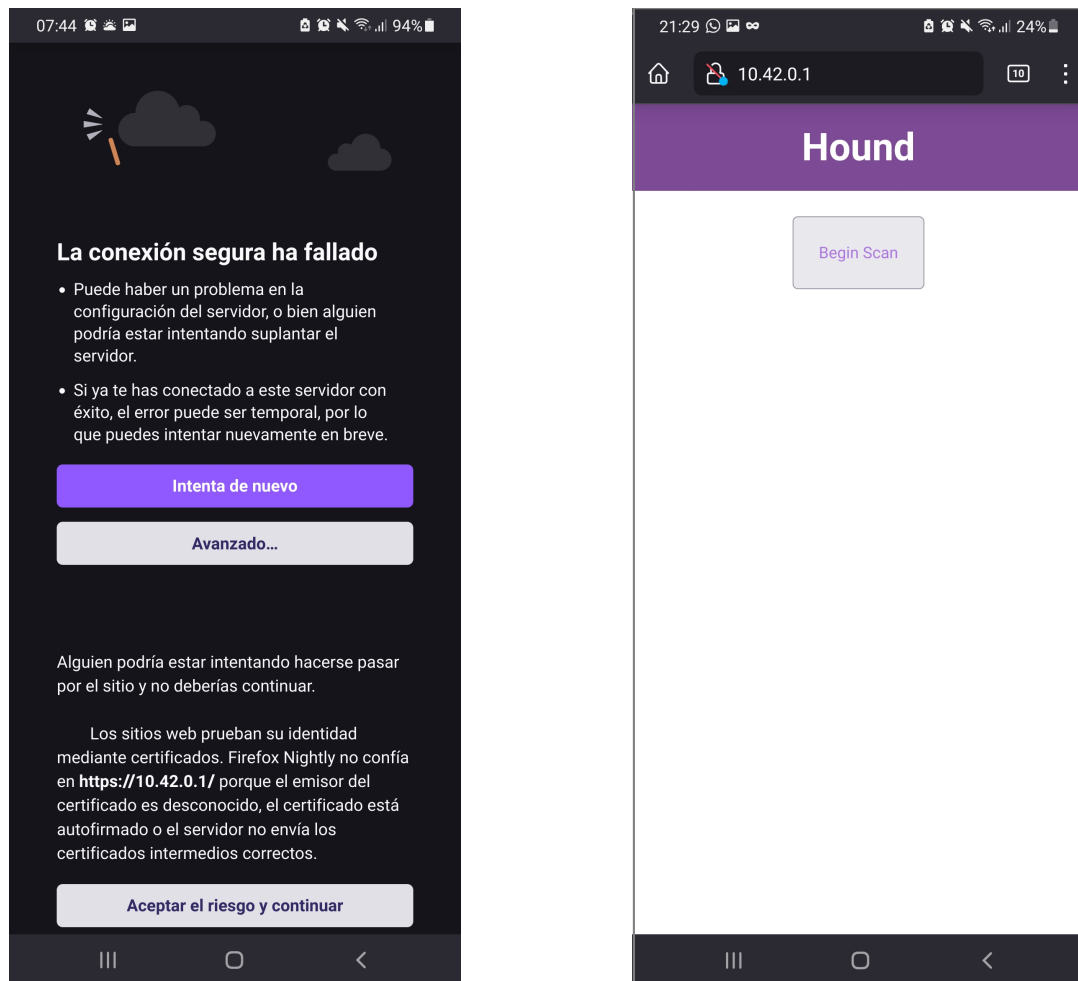 07:44
94%
La conexión segura ha fallado
• Puede haber un problema en la
configuración del servidor, o bien alguien
podría estar intentando suplantar el
servidor.
• Si ya te has conectado a este servidor con
éxito, el error puede ser temporal, por lo
que puedes intentar nuevamente en breve.
Intenta de nuevo
Avanzado...
Alguien podría estar intentando hacerse pasar
por el sitio y no deberías continuar.
Los sitios web prueban su identidad
mediante certificados. Firefox Nightly no confía
en https://10.42.0.1/ porque el emisor del
certificado es desconocido, el certificado está
autofirmado o el servidor no envía los
certificados intermedios correctos.
Aceptar el riesgo y continuar
21:29
24%
10.42.0.1
10
Hound
Begin Scan